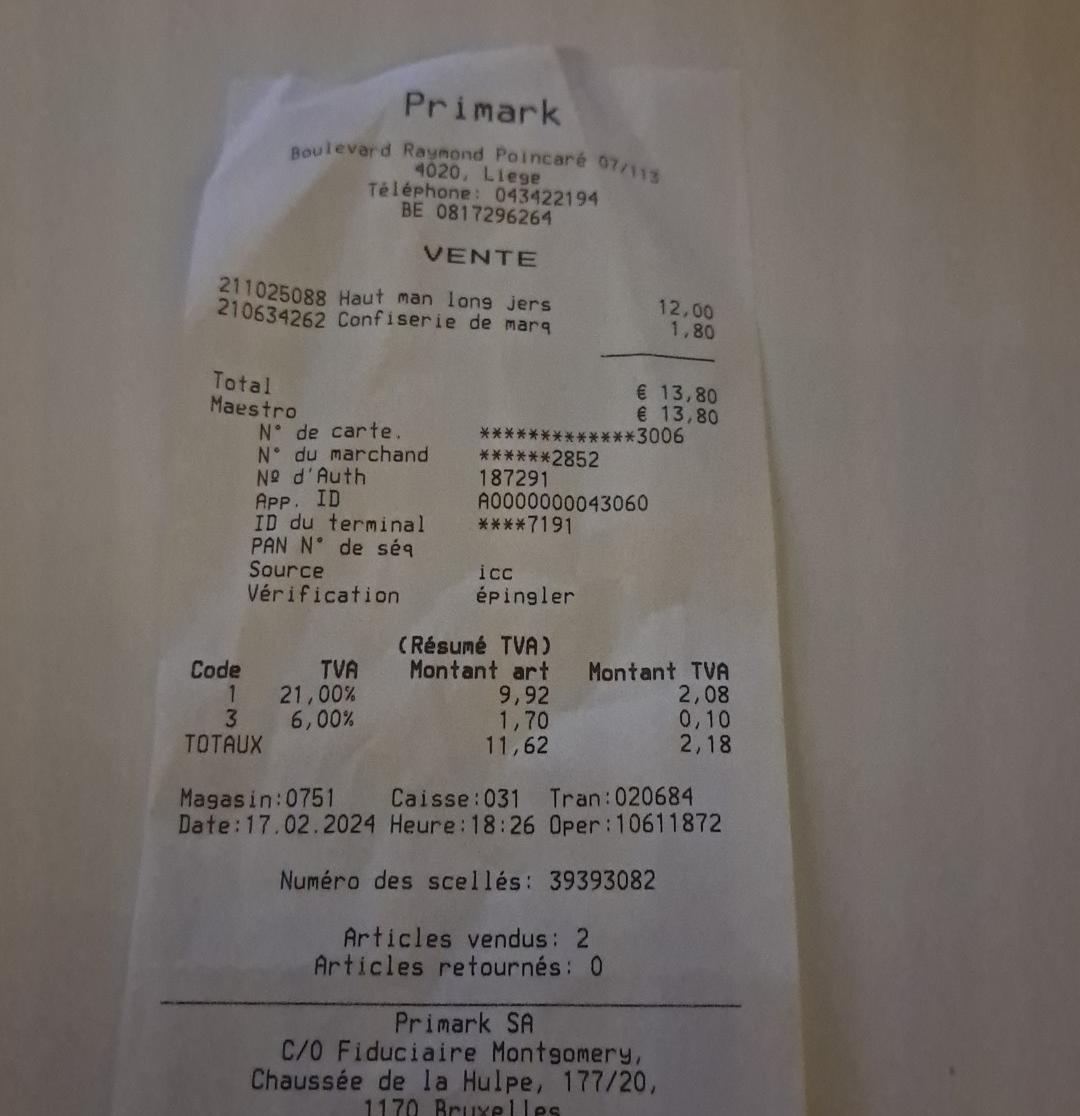 Primark
Boulevard Raymond Poincaré 07/113
4020, Liege
Téléphone: 043422194
BE 0817296264
VENTE
211025088 Haut man long jers 12,00
210634262 Confiserie de marq 1,80
Total € 13,80
Maestro € 13,80
N° de carte. *************3006
N° du marchand ******2852
Nº d'Auth 187291
App. ID A0000000043060
ID du terminal ****7191
PAN N° de séq
Source icc
Vérification épingler
(Résumé TVA)
Code TVA Montant art Montant TVA
1 21,00% 9,92 2,08
3 6,00% 1,70 0,10
TOTAUX 11,62 2,18
Magasin:0751 Caisse:031 Tran:020684
Date:17.02.2024 Heure:18:26 Oper:10611872
Numéro des scellés: 39393082
Articles vendus: 2
Articles retournés: 0
Primark SA
C/O Fiduciaire Montgomery,
Chaussée de la Hulpe, 177/20,
1170 Bruxelles